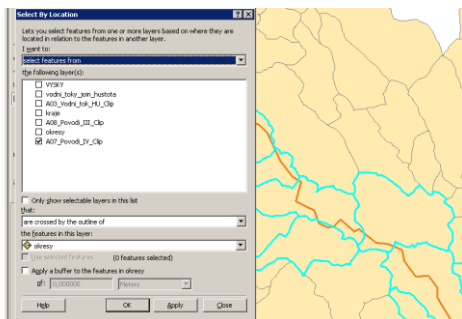 Select By Location
Lets you select features from one or more layers based on where they are
located in relation to the features in another layer.
I want to:
select features from
the following layer(s):
VYSKY
vodni_toky_join_hustota
A03_Vodni_tok_HU_Clip
kraje
A08_Povodi_III_Clip
okresy
A07_Povodi_IV_Clip
Only show selectable layers in this list
that:
are crossed by the outline of
the features in this layer:
okresy
Use selected features (0 features selected)
Apply a buffer to the features in okresy
of: 0,000000 Meters
Help OK Apply Close